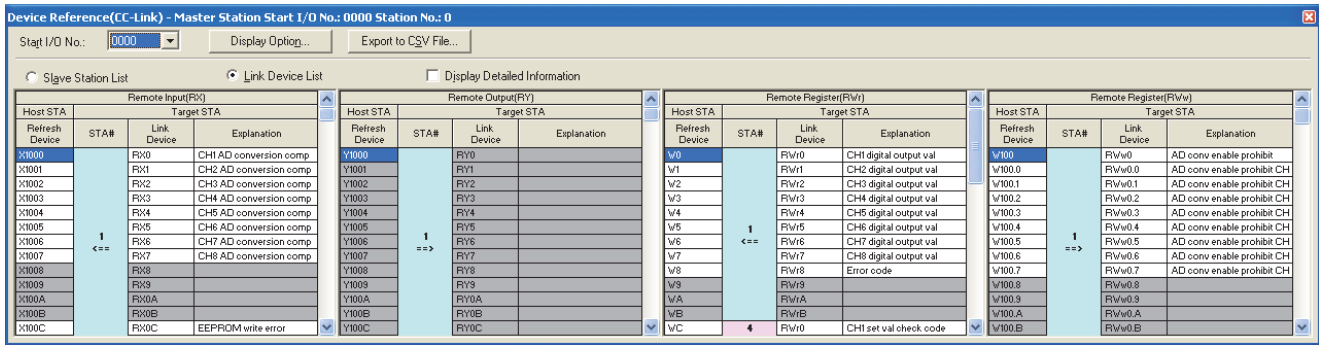 Device Reference(CC-Link) - Master Station Start I/O No.: 0000 Station No.: 0
Start I/O No.: 0000 Display Option... Export to CSV File...
Slave Station List Link Device List Display Detailed Information
Remote Input(RX) Remote Output(RY) Remote Register(RWr) Remote Register(RWw)
Host STA Target STA Host STA Target STA Host STA Target STA Host STA Target STA
Refresh Device STA# Link Device Explanation Refresh Device STA# Link Device Explanation Refresh Device STA# Link Device Explanation Refresh Device STA# Link Device Explanation
X1000 RX0 CH1 AD conversion comp Y1000 RY0 W0 RWr0 CH1 digital output val W100 RWw0 AD conv enable prohibit
X1001 RX1 CH2 AD conversion comp Y1001 RY1 W1 RWr1 CH2 digital output val W100.0 RWw0.0 AD conv enable prohibit CH
X1002 RX2 CH3 AD conversion comp Y1002 RY2 W2 RWr2 CH3 digital output val W100.1 RWw0.1 AD conv enable prohibit CH
X1003 RX3 CH4 AD conversion comp Y1003 RY3 W3 RWr3 CH4 digital output val W100.2 RWw0.2 AD conv enable prohibit CH
X1004 RX4 CH5 AD conversion comp Y1004 RY4 W4 RWr4 CH5 digital output val W100.3 RWw0.3 AD conv enable prohibit CH
X1005 RX5 CH6 AD conversion comp Y1005 RY5 W5 1 RWr5 CH6 digital output val W100.4 RWw0.4 AD conv enable prohibit CH
X1006 1 <== RX6 CH7 AD conversion comp Y1006 1 ==> RY6 W6 <== RWr6 CH7 digital output val W100.5 1 ==> RWw0.5 AD conv enable prohibit CH
X1007 RX7 CH8 AD conversion comp Y1007 RY7 W7 RWr7 CH8 digital output val W100.6 RWw0.6 AD conv enable prohibit CH
X1008 RX8 Y1008 RY8 W8 RWr8 Error code W100.7 RWw0.7 AD conv enable prohibit CH
X1009 RX9 Y1009 RY9 W9 RWr9 W100.8 RWw0.8
X100A RX0A Y100A RY0A WA RWrA W100.9 RWw0.9
X100B RX0B Y100B RY0B WB RWrB W100.A RWw0.A
X100C RX0C EEPROM write error Y100C RY0C WC 4 RWr0 CH1 set val check code W100.B RWw0.B